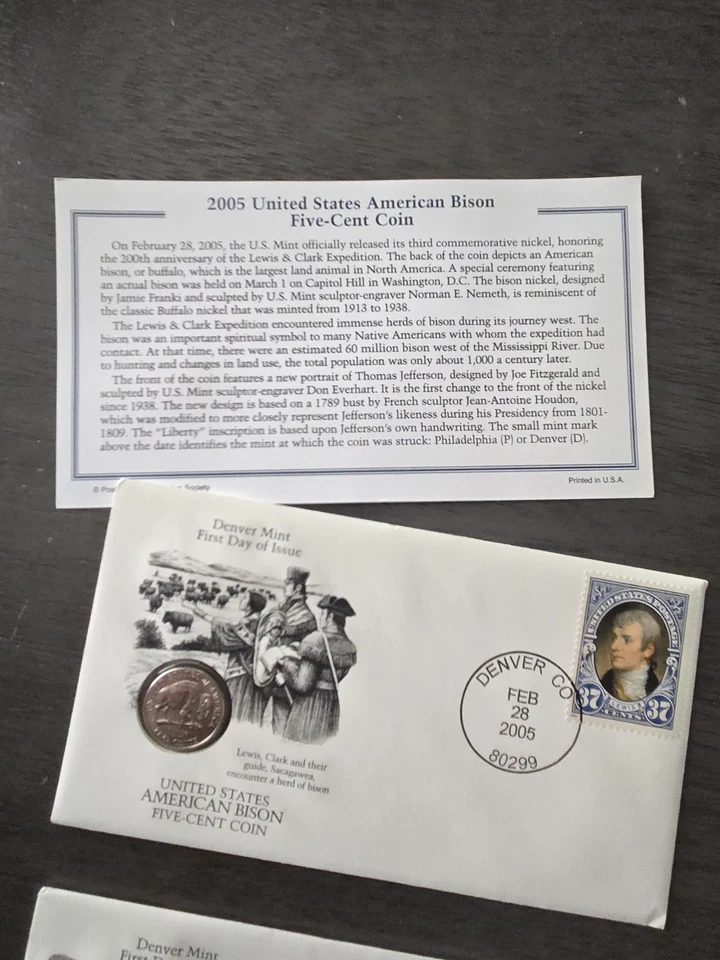 2005 United States American Bison
Five-Cent Coin
On February 28, 2005, the U.S. Mint officially released its third commemorative nickel, honoring
the 200th anniversary of the Lewis & Clark Expedition. The back of the coin depicts an American
bison, or buffalo, which is the largest land animal in North America. A special ceremony featuring
an actual bison was held on March 1 on Capitol Hill in Washington, D.C. The bison nickel, designed
by Jamie Franki and sculpted by U.S. Mint sculptor-engraver Norman E. Nemeth, is reminiscent of
the classic Buffalo nickel that was minted from 1913 to 1938.
The Lewis & Clark Expedition encountered immense herds of bison during its journey west. The
bison was an important spiritual symbol to many Native Americans with whom the expedition had
contact. At that time, there were an estimated 60 million bison west of the Mississippi River. Due
to hunting and changes in land use, the total population was only about 1,000 a century later.
The front of the coin features a new portrait of Thomas Jefferson, designed by Joe Fitzgerald and
sculpted by U.S. Mint sculptor-engraver Don Everhart. It is the first change to the front of the nickel
since 1938. The new design is based on a 1789 bust by French sculptor Jean-Antoine Houdon,
which was modified to more closely represent Jefferson's likeness during his Presidency from 1801-
1809. The "Liberty" inscription is based upon Jefferson's own handwriting. The small mint mark
above the date identifies the mint at which the coin was struck: Philadelphia (P) or Denver (D).
© Pos Society
Printed in U.S.A.
Denver Mint
First Day of Issue
UNITED STATES POSTAGE
LEWIS
37 CENTS 37
DENVER CO
FEB
28
2005
80299
Lewis, Clark and their
guide, Sacagawea,
encounter a herd of bison
UNITED STATES
AMERICAN BISON
FIVE-CENT COIN
Denver Mint
First D